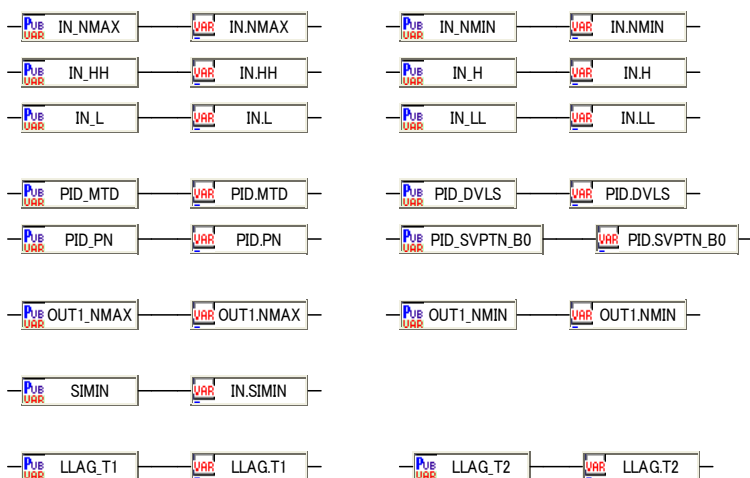 PUB VAR IN_NMAX VAR IN.NMAX PUB VAR IN_NMIN VAR IN.NMIN
PUB VAR IN_HH VAR IN.HH PUB VAR IN_H VAR IN.H
PUB VAR IN_L VAR IN.L PUB VAR IN_LL VAR IN.LL
PUB VAR PID_MTD VAR PID.MTD PUB VAR PID_DVLS VAR PID.DVLS
PUB VAR PID_PN VAR PID.PN PUB VAR PID_SVPTN_B0 VAR PID.SVPTN_B0
PUB VAR OUT1_NMAX VAR OUT1.NMAX PUB VAR OUT1_NMIN VAR OUT1.NMIN
PUB VAR SIMIN VAR IN.SIMIN
PUB VAR LLAG_T1 VAR LLAG.T1 PUB VAR LLAG_T2 VAR LLAG.T2